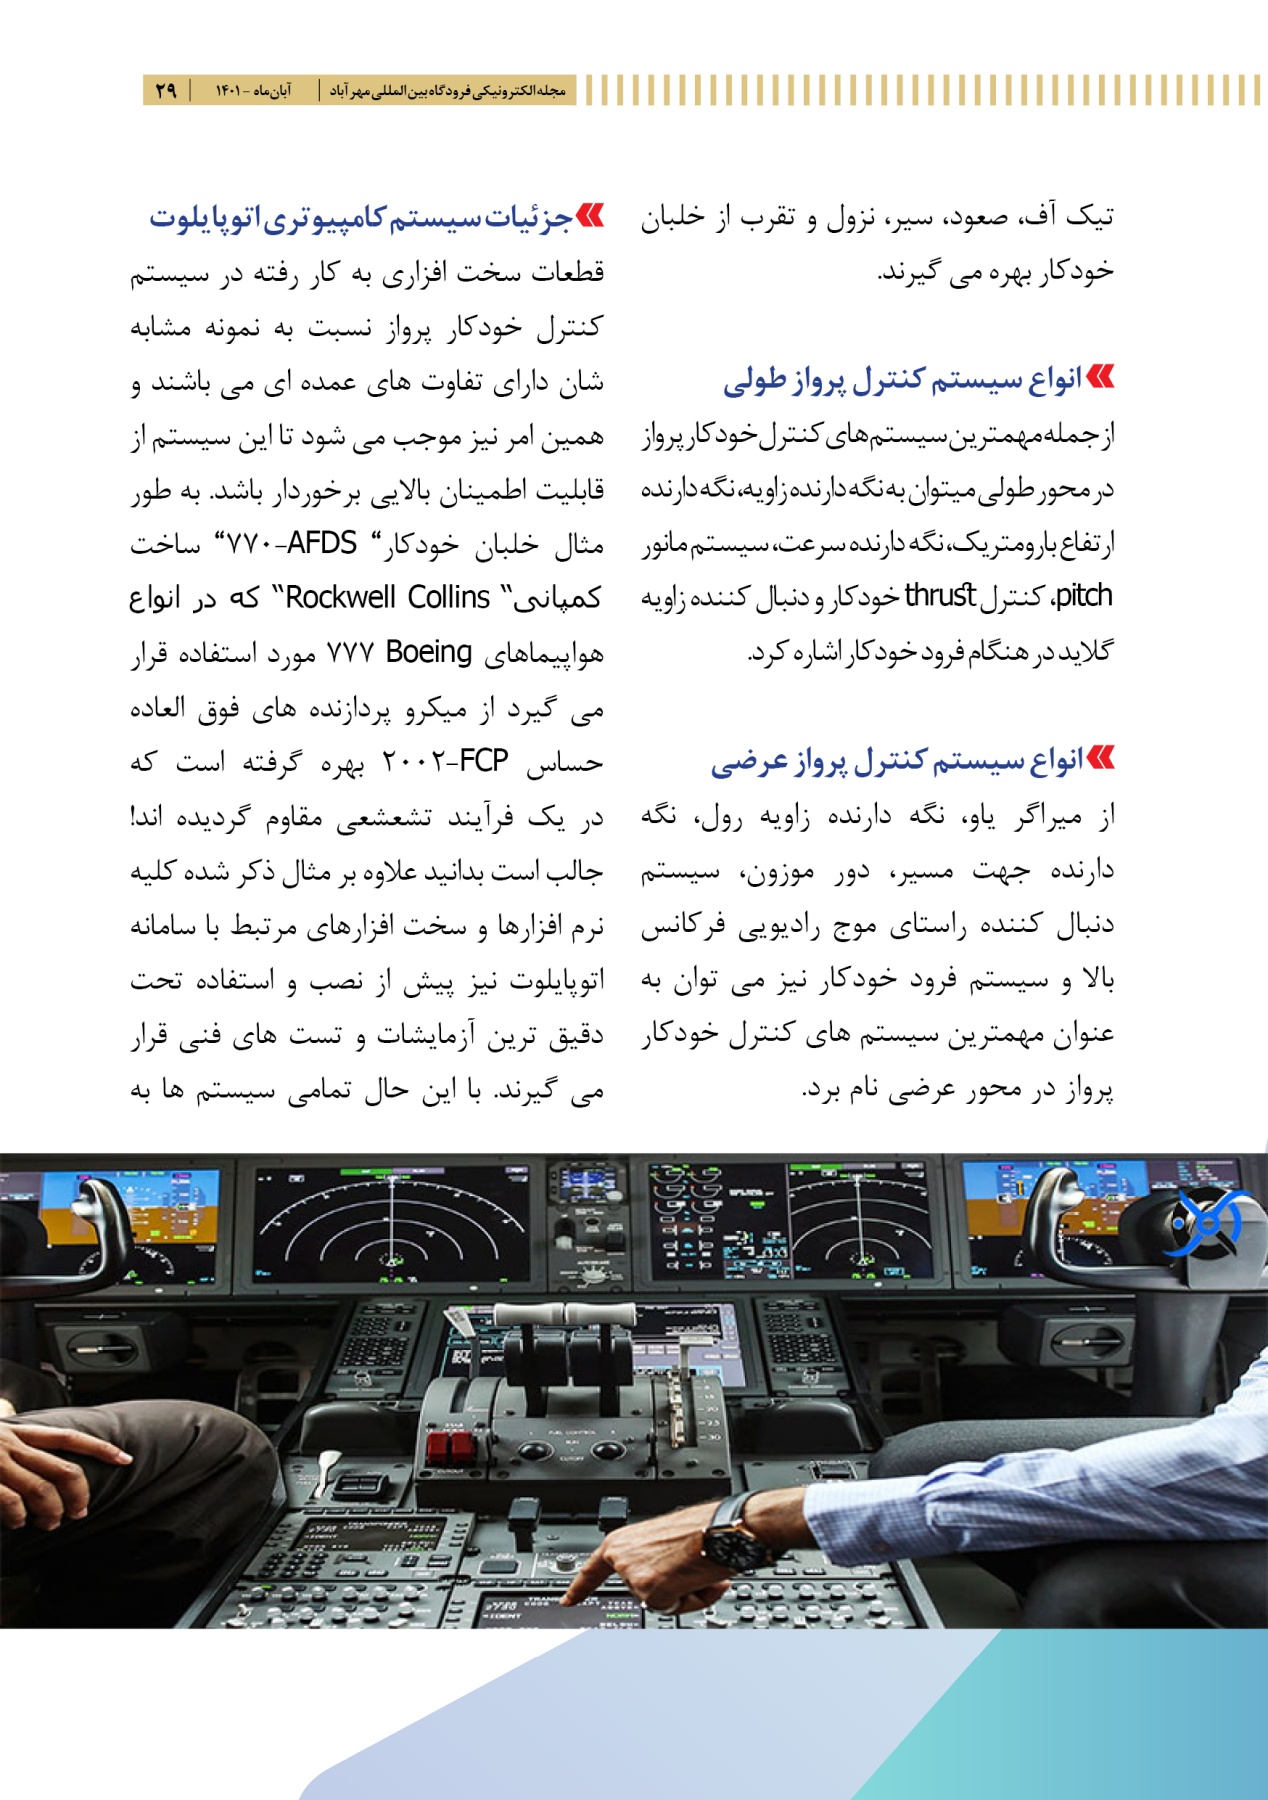 مجله الکترونیکی فرودگاه بین المللی مهرآباد | آبان‌ماه - ۱۴۰۱ | ۲۹
تیک آف، صعود، سیر، نزول و تقرب از خلبان
خودکار بهره می گیرند.
انواع سیستم کنترل پرواز طولی
از جمله مهمترین سیستم‌های کنترل خودکار پرواز
در محور طولی میتوان به نگه دارنده زاویه، نگه دارنده
ارتفاع بارومتریک، نگه دارنده سرعت، سیستم مانور
pitch، کنترل thrust خودکار و دنبال کننده زاویه
گلاید در هنگام فرود خودکار اشاره کرد.
انواع سیستم کنترل پرواز عرضی
از میراگر یاو، نگه دارنده زاویه رول، نگه
دارنده جهت مسیر، دور موزون، سیستم
دنبال کننده راستای موج رادیویی فرکانس
بالا و سیستم فرود خودکار نیز می توان به
عنوان مهمترین سیستم های کنترل خودکار
پرواز در محور عرضی نام برد.
جزئیات سیستم کامپیوتری اتوپایلوت
قطعات سخت افزاری به کار رفته در سیستم
کنترل خودکار پرواز نسبت به نمونه مشابه
شان دارای تفاوت های عمده ای می باشند و
همین امر نیز موجب می شود تا این سیستم از
قابلیت اطمینان بالایی برخوردار باشد. به طور
مثال خلبان خودکار“ AFDS-۷۷۰“ ساخت
کمپانی“ Rockwell Collins“ که در انواع
هواپیماهای Boeing ۷۷۷ مورد استفاده قرار
می گیرد از میکرو پردازنده های فوق العاده
حساس FCP-۲۰۰۲ بهره گرفته است که
در یک فرآیند تشعشعی مقاوم گردیده اند!
جالب است بدانید علاوه بر مثال ذکر شده کلیه
نرم افزارها و سخت افزارهای مرتبط با سامانه
اتوپایلوت نیز پیش از نصب و استفاده تحت
دقیق ترین آزمایشات و تست های فنی قرار
می گیرند. با این حال تمامی سیستم ها به
FUEL CONTROL
RUN
CUTOFF
CUTOUT